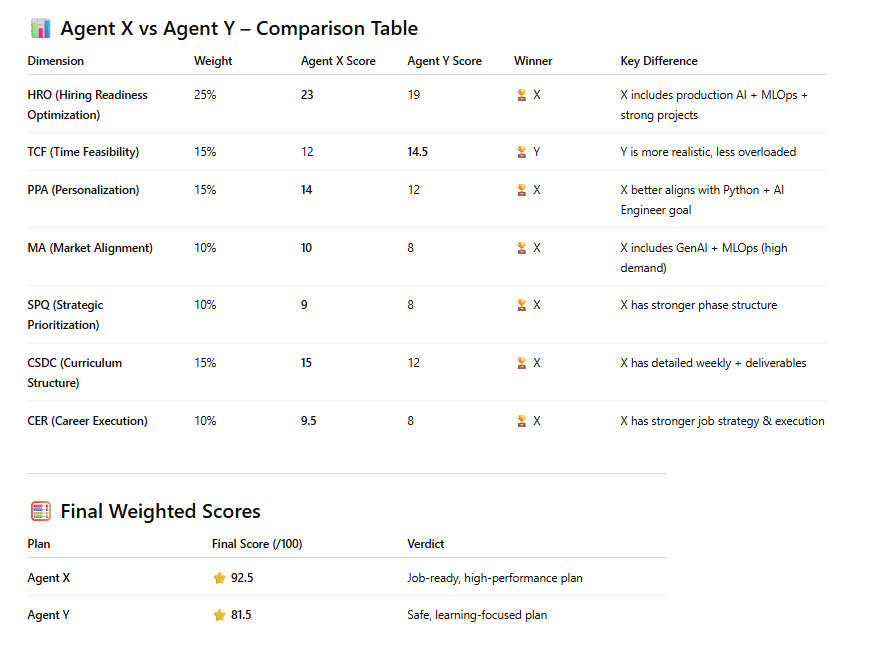 Agent X vs Agent Y – Comparison Table
Dimension Weight Agent X Score Agent Y Score Winner Key Difference
HRO (Hiring Readiness Optimization) 25% 23 19 🏆 X X includes production AI + MLOps + strong projects
TCF (Time Feasibility) 15% 12 14.5 🏆 Y Y is more realistic, less overloaded
PPA (Personalization) 15% 14 12 🏆 X X better aligns with Python + AI Engineer goal
MA (Market Alignment) 10% 10 8 🏆 X X includes GenAI + MLOps (high demand)
SPQ (Strategic Prioritization) 10% 9 8 🏆 X X has stronger phase structure
CSDC (Curriculum Structure) 15% 15 12 🏆 X X has detailed weekly + deliverables
CER (Career Execution) 10% 9.5 8 🏆 X X has stronger job strategy & execution
Final Weighted Scores
Plan Final Score (/100) Verdict
Agent X ⭐ 92.5 Job-ready, high-performance plan
Agent Y ⭐ 81.5 Safe, learning-focused plan